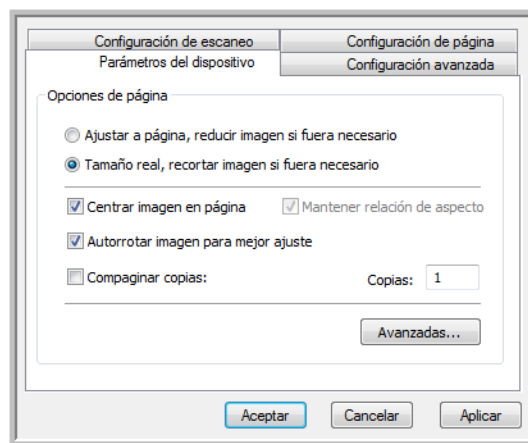 Configuración de escaneo
Configuración de página
Parámetros del dispositivo
Configuración avanzada
Opciones de página
Ajustar a página, reducir imagen si fuera necesario
Tamaño real, recortar imagen si fuera necesario
Centrar imagen en página
Mantener relación de aspecto
Autorrotar imagen para mejor ajuste
Compaginar copias:
Copias: 1
Avanzadas...
Aceptar
Cancelar
Aplicar